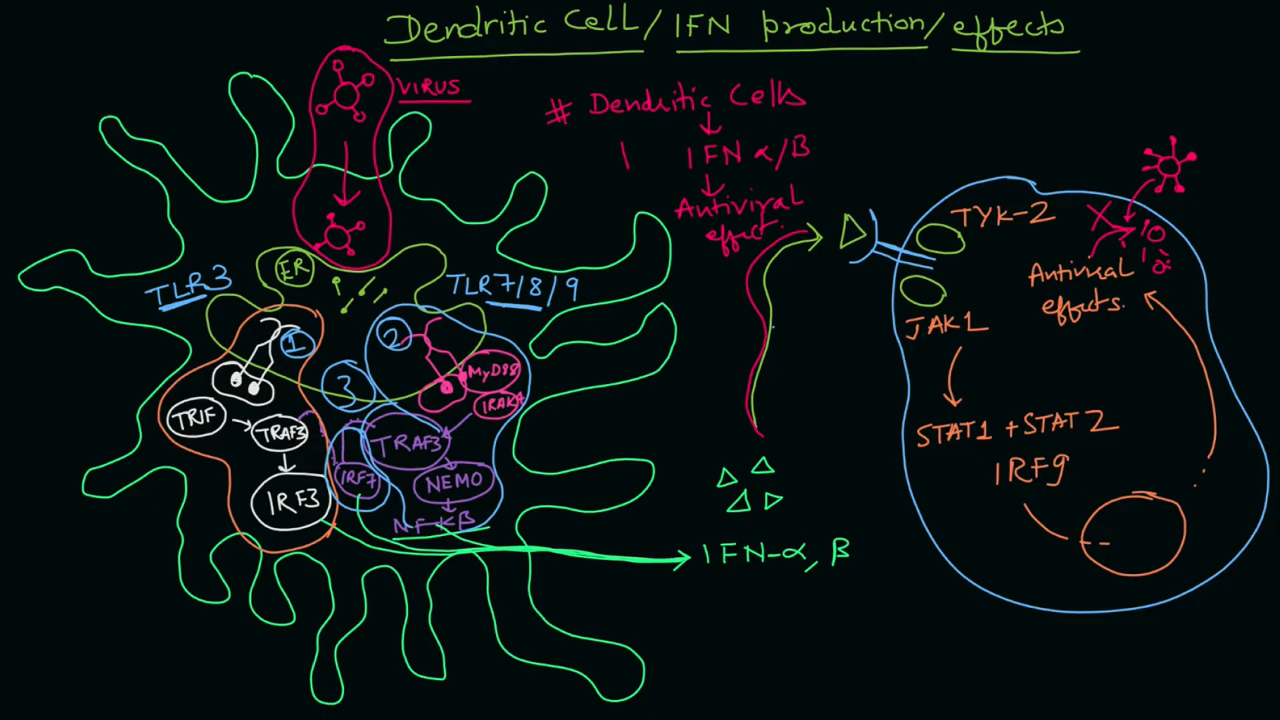 Dendritic Cell/IFN production/effects
VIRUS
# Dendritic Cells
IFN α/β
Antiviral
effect.
ER
TLR3
TLR7/8/9
1
2
3
MyD88
IRAK4
TRIF
TRAF3
IRF3
TRAF3
IRF7
NEMO
NF-κβ
IFN-α, β
TYK-2
JAK1
STAT1 + STAT2
IRF9
Antiviral
effects.